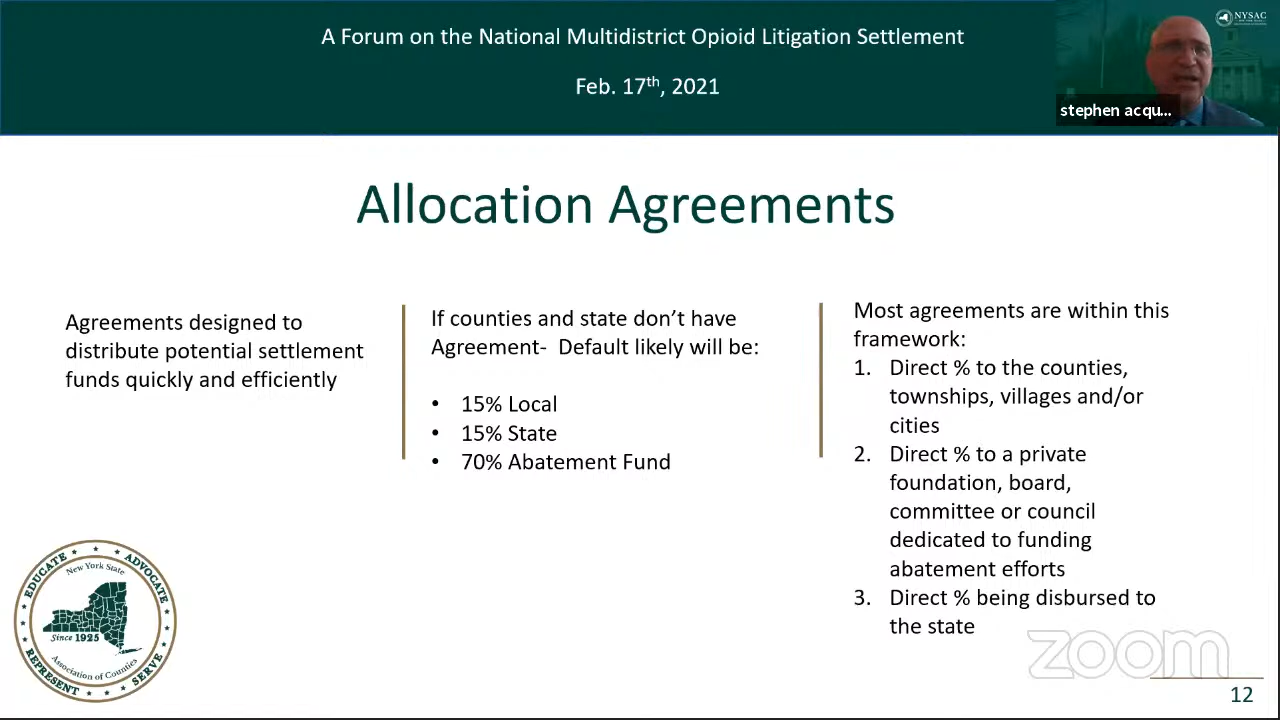 A Forum on the National Multidistrict Opioid Litigation Settlement
Feb. 17th, 2021
NYSAC
stephen acqu...
Allocation Agreements
Agreements designed to
distribute potential settlement
funds quickly and efficiently
If counties and state don’t have
Agreement- Default likely will be:
• 15% Local
• 15% State
• 70% Abatement Fund
Most agreements are within this
framework:
1. Direct % to the counties,
townships, villages and/or
cities
2. Direct % to a private
foundation, board,
committee or council
dedicated to funding
abatement efforts
3. Direct % being disbursed to
the state
EDUCATE ADVOCATE
New York State
Since 1925
Association of Counties
REPRESENT SERVE
zoom
12